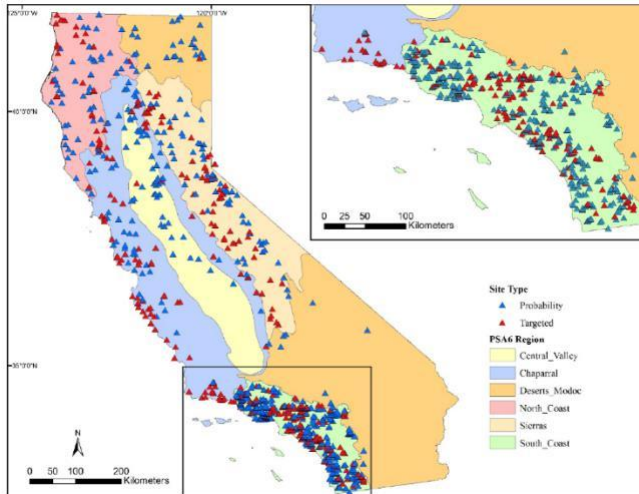 125°0'0"W
120°0'0"W
40°0'0"N
35°0'0"N
0 25 50 100
Kilometers
Site Type
Probability
Targeted
PSA6 Region
Central_Valley
Chaparral
Deserts_Modoc
North_Coast
Sierras
South_Coast
N
0 50 100 200
Kilometers